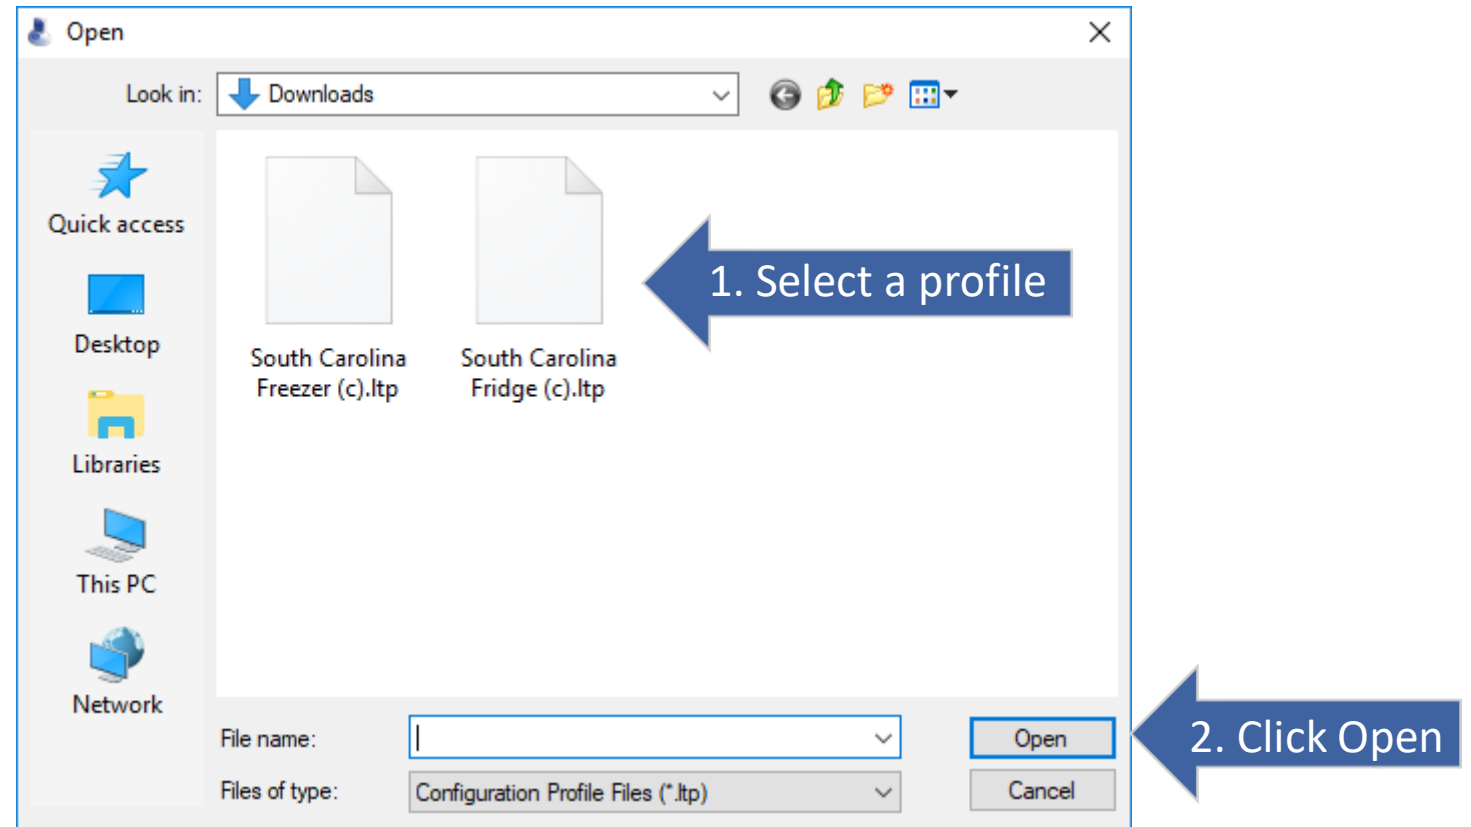 Open
Look in:
Downloads
Quick access
Desktop
Libraries
This PC
Network
South Carolina
Freezer (c).ltp
South Carolina
Fridge (c).ltp
1. Select a profile
File name:
Open
2. Click Open
Files of type:
Configuration Profile Files (*.ltp)
Cancel